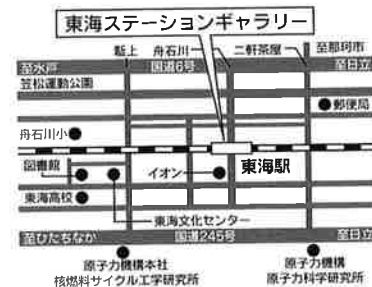 東海ステーションギャラリー
舟石川
二軒茶屋
至那珂市
至水戸
国道6号
至日立
笠松運動公園
郵便局
舟石川小
図書館
イオン
東海駅
東海高校
東海文化センター
至ひたちなか
国道245号
至日立
原子力機構本社
核燃料サイクル工学研究所
原子力機構
原子力科学研究所